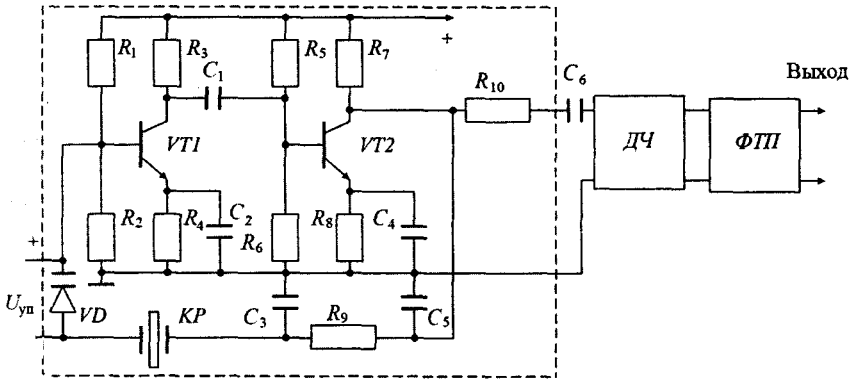 +
R₁
R₃
R₅
R₇
C₁
R₁₀
C₆
Выход
VT1
VT2
ДЧ
ФТП
R₂
R₄
C₂
R₆
R₈
C₄
+
Uуп
VD
KP
C₃
R₉
C₅